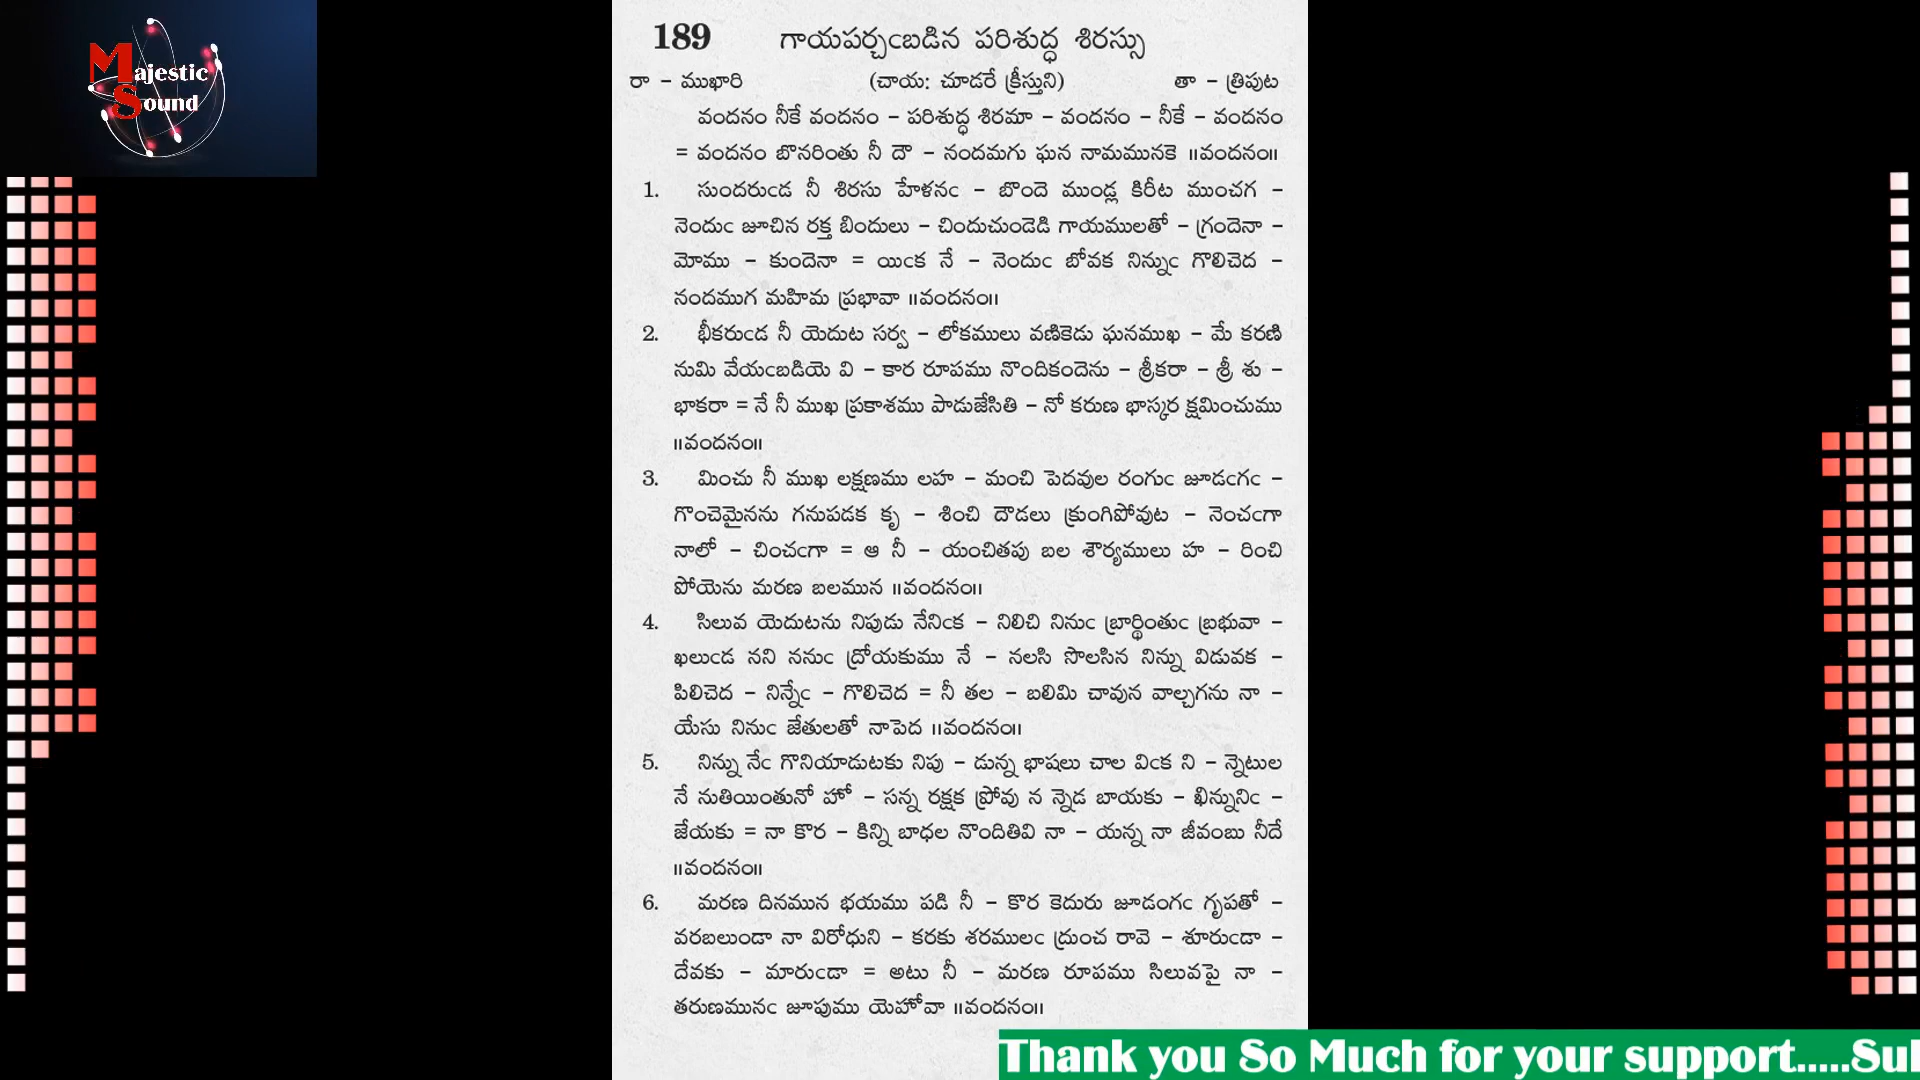 Majestic
Sound
189 గాయపర్చఁబడిన పరిశుద్ధ శిరస్సు
రా - ముఖారి (చాయ: చూడరే క్రీస్తుని) తా - త్రిపుట
వందనం నీకే వందనం - పరిశుద్ధ శిరమా - వందనం - నీకే - వందనం
= వందనం బొనరింతు నీ దౌ - నందమగు ఘన నామమునకె ॥వందనం॥
1. సుందరుఁడ నీ శిరసు హేళనఁ - బొందె ముండ్ల కిరీట ముంచగ -
నెందుఁ జూచిన రక్త బిందులు - చిందుచుండెడి గాయములతో - గ్రందెనా -
మోము - కుందెనా = యిఁక నే - నెందుఁ బోవక నిన్నుఁ గొలిచెద -
నందముగ మహిమ ప్రభావా ॥వందనం॥
2. భీకరుఁడ నీ యెదుట సర్వ - లోకములు వణికెడు ఘనముఖ - మే కరణి
నుమి వేయఁబడియె వి - కార రూపము నొందికందెను - శ్రీకరా - శ్రీ శు -
భాకరా = నే నీ ముఖ ప్రకాశము పాడుజేసితి - నో కరుణ భాస్కర క్షమించుము
॥వందనం॥
3. మించు నీ ముఖ లక్షణము లహ - మంచి పెదవుల రంగుఁ జూడఁగఁ -
గొంచెమైనను గనుపడక కృ - శించి దౌడలు క్రుంగిపోవుట - నెంచఁగా
నాలో - చించఁగా = ఆ నీ - యంచితపు బల శౌర్యములు హ - రించి
పోయెను మరణ బలమున ॥వందనం॥
4. సిలువ యెదుటను నిపుడు నేనిఁక - నిలిచి నినుఁ బ్రార్థింతుఁ బ్రభువా -
ఖలుఁడ నని ననుఁ ద్రోయకుము నే - నలసి సొలసిన నిన్ను విడువక -
పిలిచెద - నిన్నేఁ - గొలిచెద = నీ తల - బలిమి చావున వాల్చగను నా -
యేసు నినుఁ జేతులతో నాపెద ॥వందనం॥
5. నిన్ను నేఁ గొనియాడుటకు నిపు - డున్న భాషలు చాల విఁక ని - న్నెటుల
నే నుతియింతునో హో - సన్న రక్షక ప్రోవు న న్నెడ బాయకు - ఖిన్నునిఁ -
జేయకు = నా కొర - కిన్ని బాధల నొందితివి నా - యన్న నా జీవంబు నీదే
॥వందనం॥
6. మరణ దినమున భయము పడి నీ - కొర కెదురు జూడంగఁ గృపతో -
వరబలుండా నా విరోధుని - కరకు శరములఁ ద్రుంచ రావె - శూరుఁడా -
దేవకు - మారుఁడా = అటు నీ - మరణ రూపము సిలువపై నా -
తరుణమునఁ జూపుము యెహోవా ॥వందనం॥
Thank you So Much for your support.....Sul